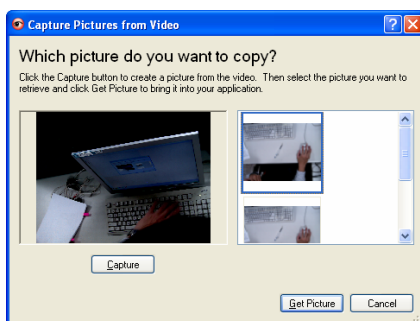 Capture Pictures from Video
Which picture do you want to copy?
Click the Capture button to create a picture from the video. Then select the picture you want to
retrieve and click Get Picture to bring it into your application.
Capture
Get Picture
Cancel